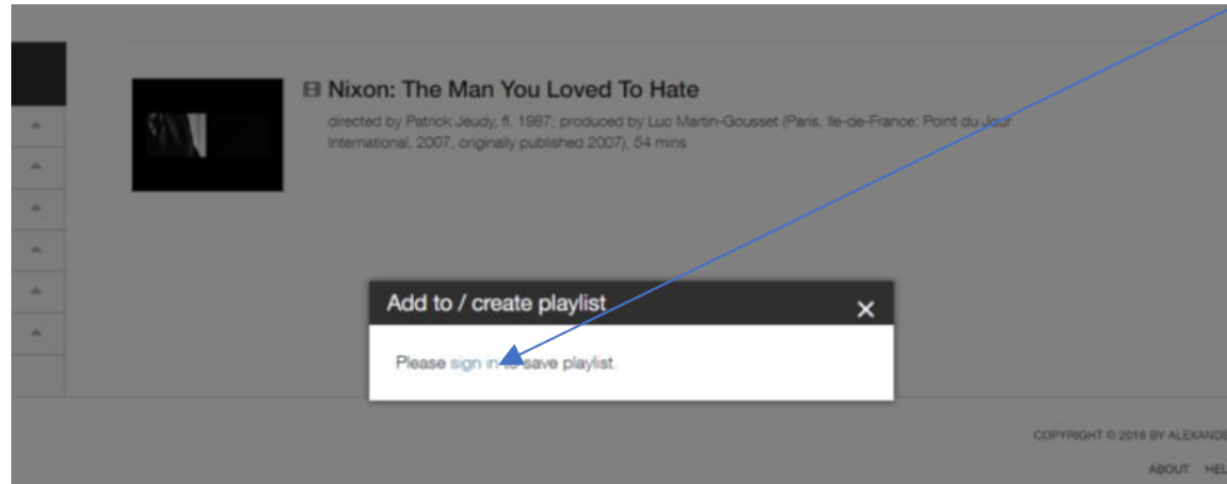 Nixon: The Man You Loved To Hate
directed by Patrick Jeudy, fl. 1987; produced by Luc Martin-Gousset (Paris, Ile-de-France: Point du Jour
International, 2007, originally published 2007), 54 mins
Add to / create playlist
Please sign in to save playlist.
COPYRIGHT © 2018 BY ALEXANDE
ABOUT HEL